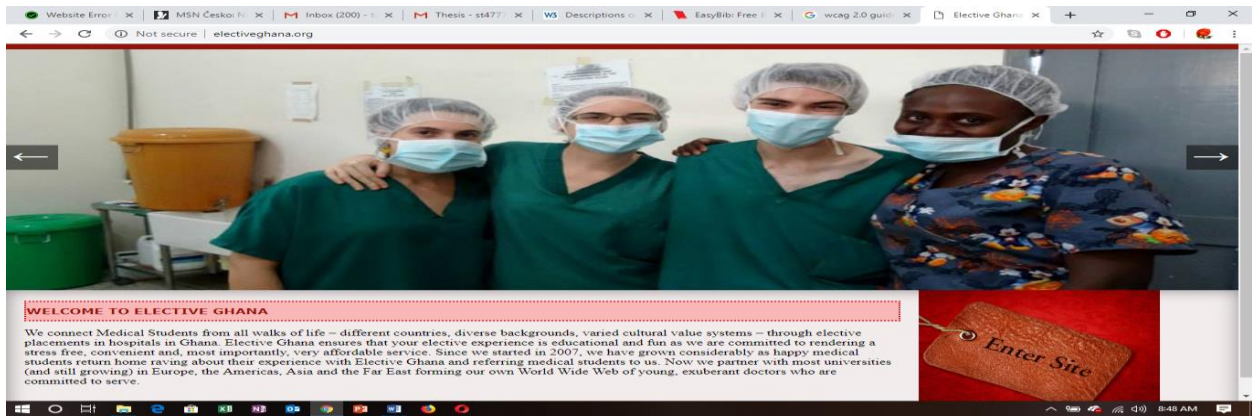 Website Error
MSN Česko:
Inbox (200) -
Thesis - st477
Descriptions o
EasyBib: Free
wcag 2.0 guid
Elective Ghan
Not secure | electiveghana.org
WELCOME TO ELECTIVE GHANA
We connect Medical Students from all walks of life – different countries, diverse backgrounds, varied cultural value systems – through elective
placements in hospitals in Ghana. Elective Ghana ensures that your elective experience is educational and fun as we are committed to rendering a
stress free, convenient and, most importantly, very affordable service. Since we started in 2007, we have grown considerably as happy medical
students return home raving about their experience with Elective Ghana and referring medical students to us. Now we partner with most universities
(and still growing) in Europe, the Americas, Asia and the Far East forming our own World Wide Web of young, exuberant doctors who are
committed to serve.
Enter Site
8:48 AM